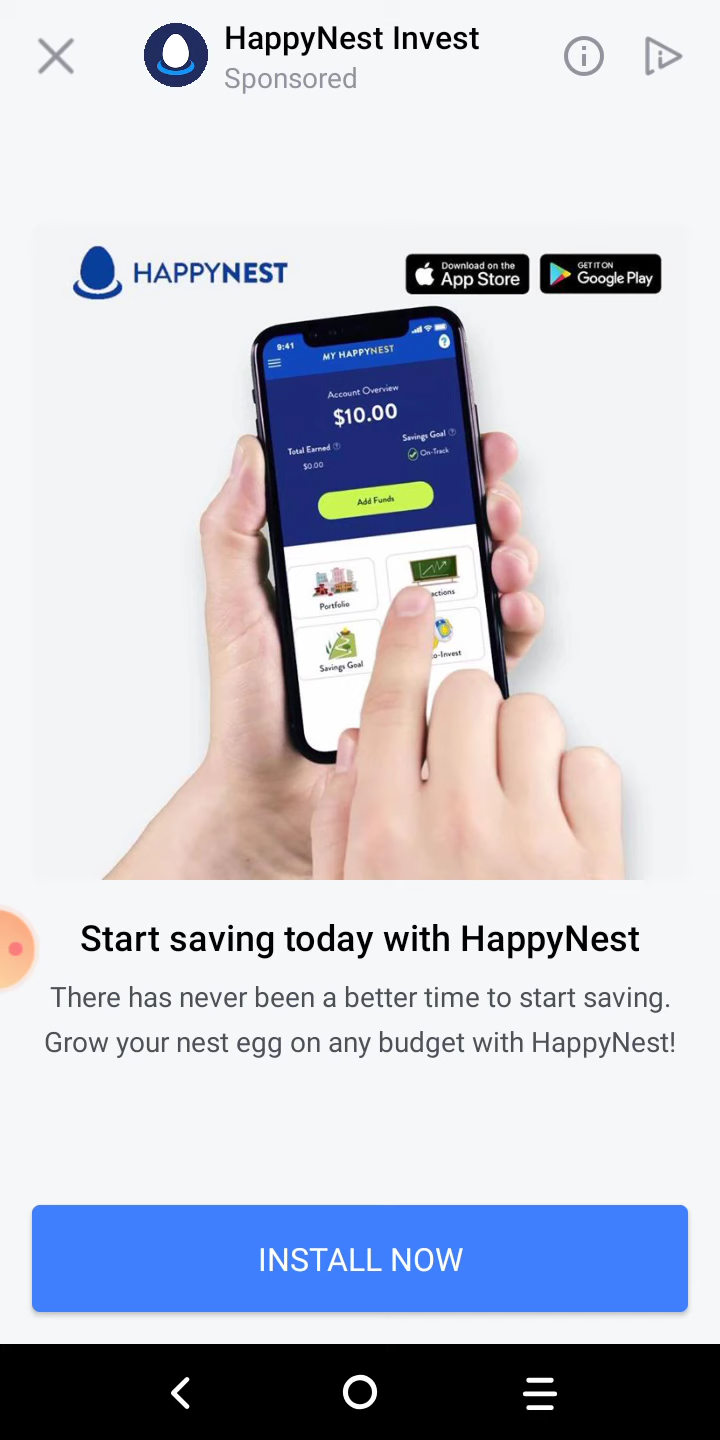 HappyNest Invest
Sponsored
HAPPYNEST
Download on the
App Store
GET IT ON
Google Play
9:41
MY HAPPYNEST
?
Account Overview
$10.00
Total Earned ?
Savings Goal ?
$0.00
On-Track
Add Funds
Portfolio
actions
Savings Goal
o-Invest
Start saving today with HappyNest
There has never been a better time to start saving.
Grow your nest egg on any budget with HappyNest!
INSTALL NOW